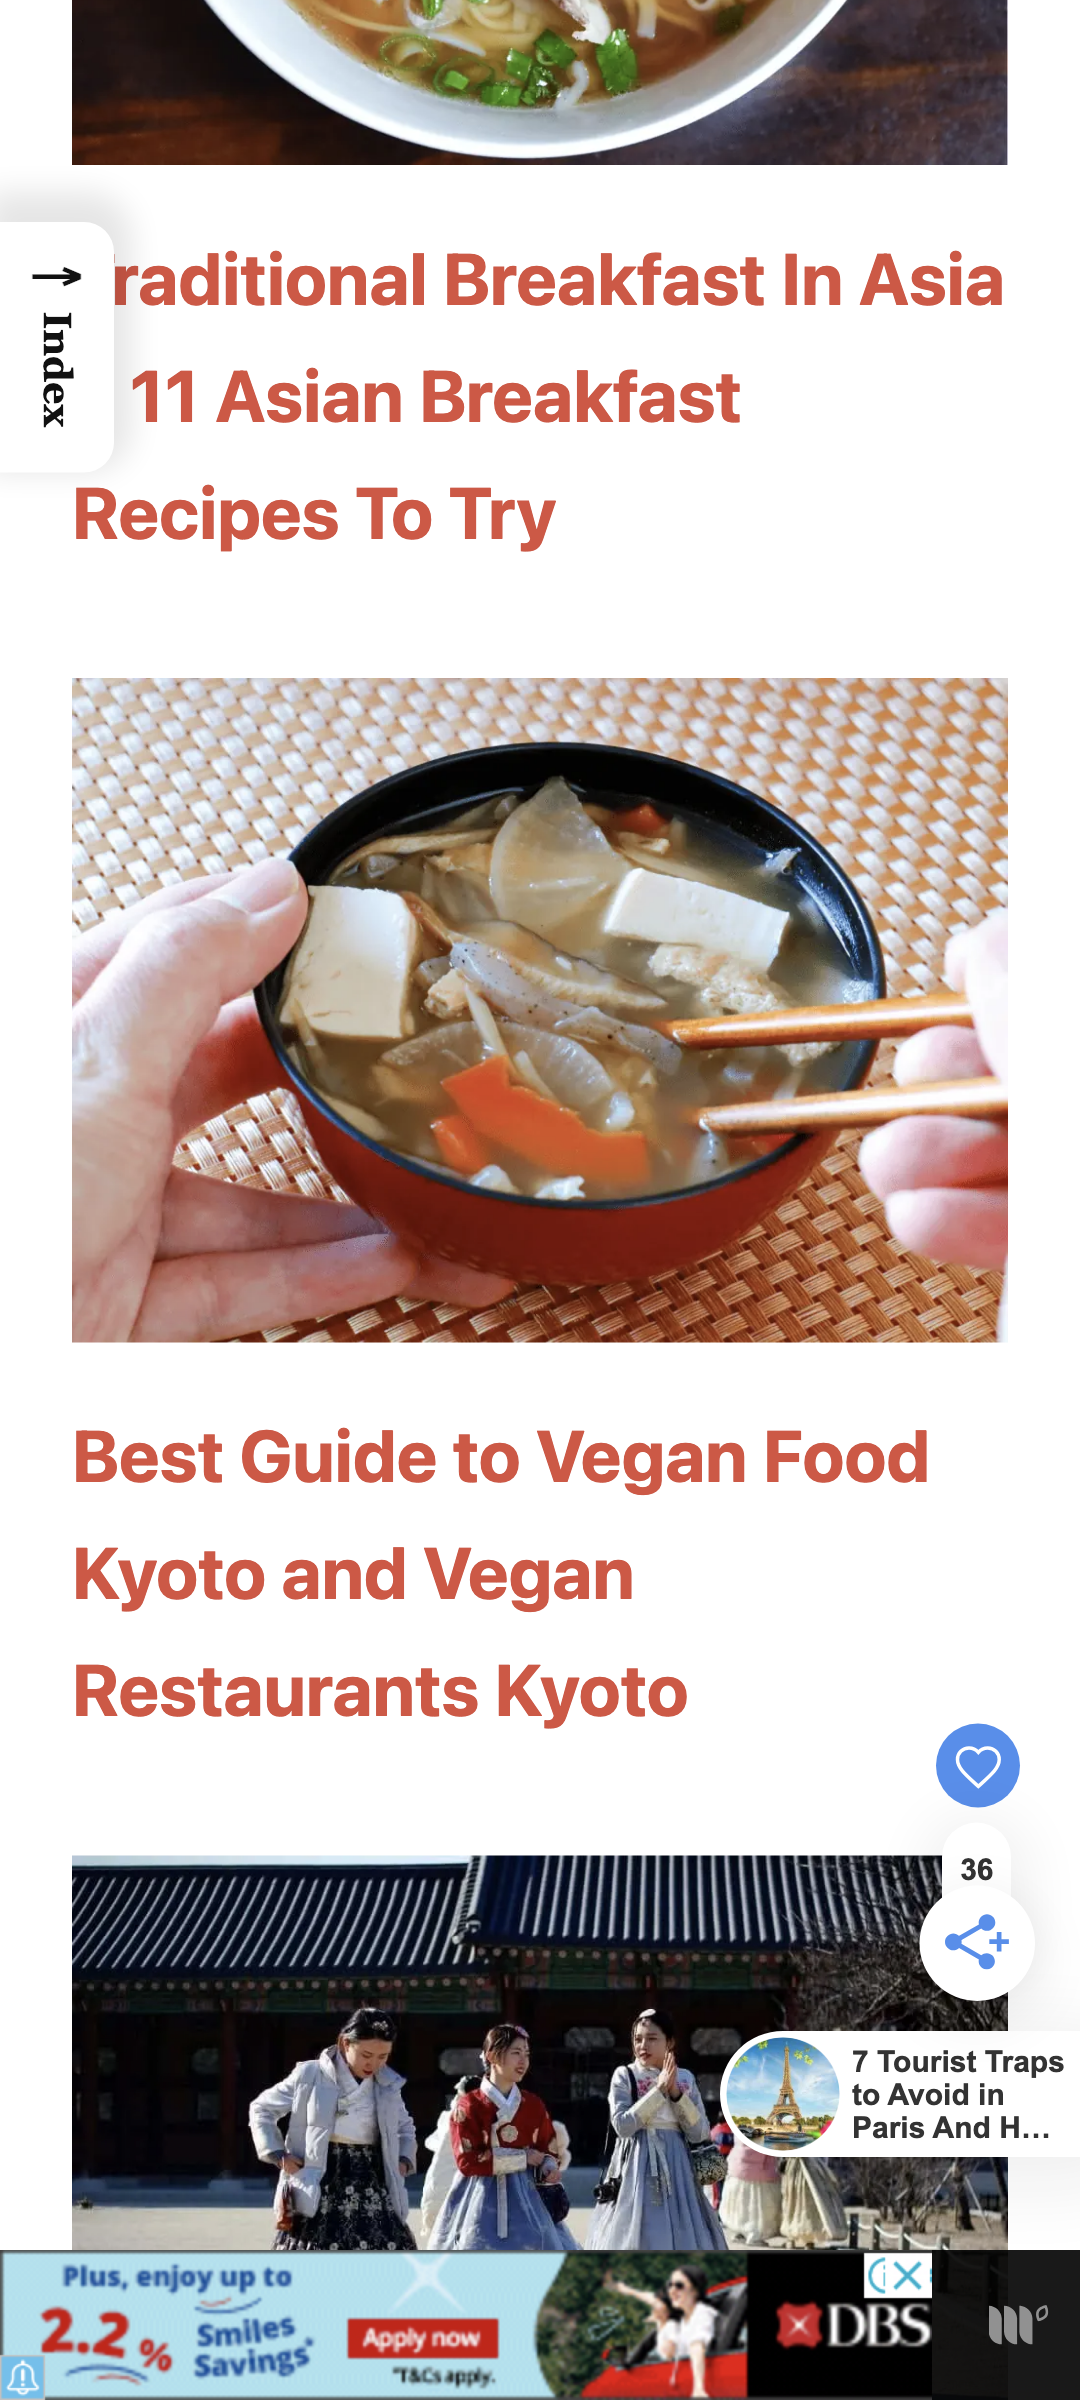 raditional Breakfast In Asia
11 Asian Breakfast
Recipes To Try
Index
Best Guide to Vegan Food
Kyoto and Vegan
Restaurants Kyoto
36
7 Tourist Traps
to Avoid in
Paris And H...
Plus, enjoy up to
2.2 %
Smiles
Savings*
Apply now
*T&Cs apply.
DBS